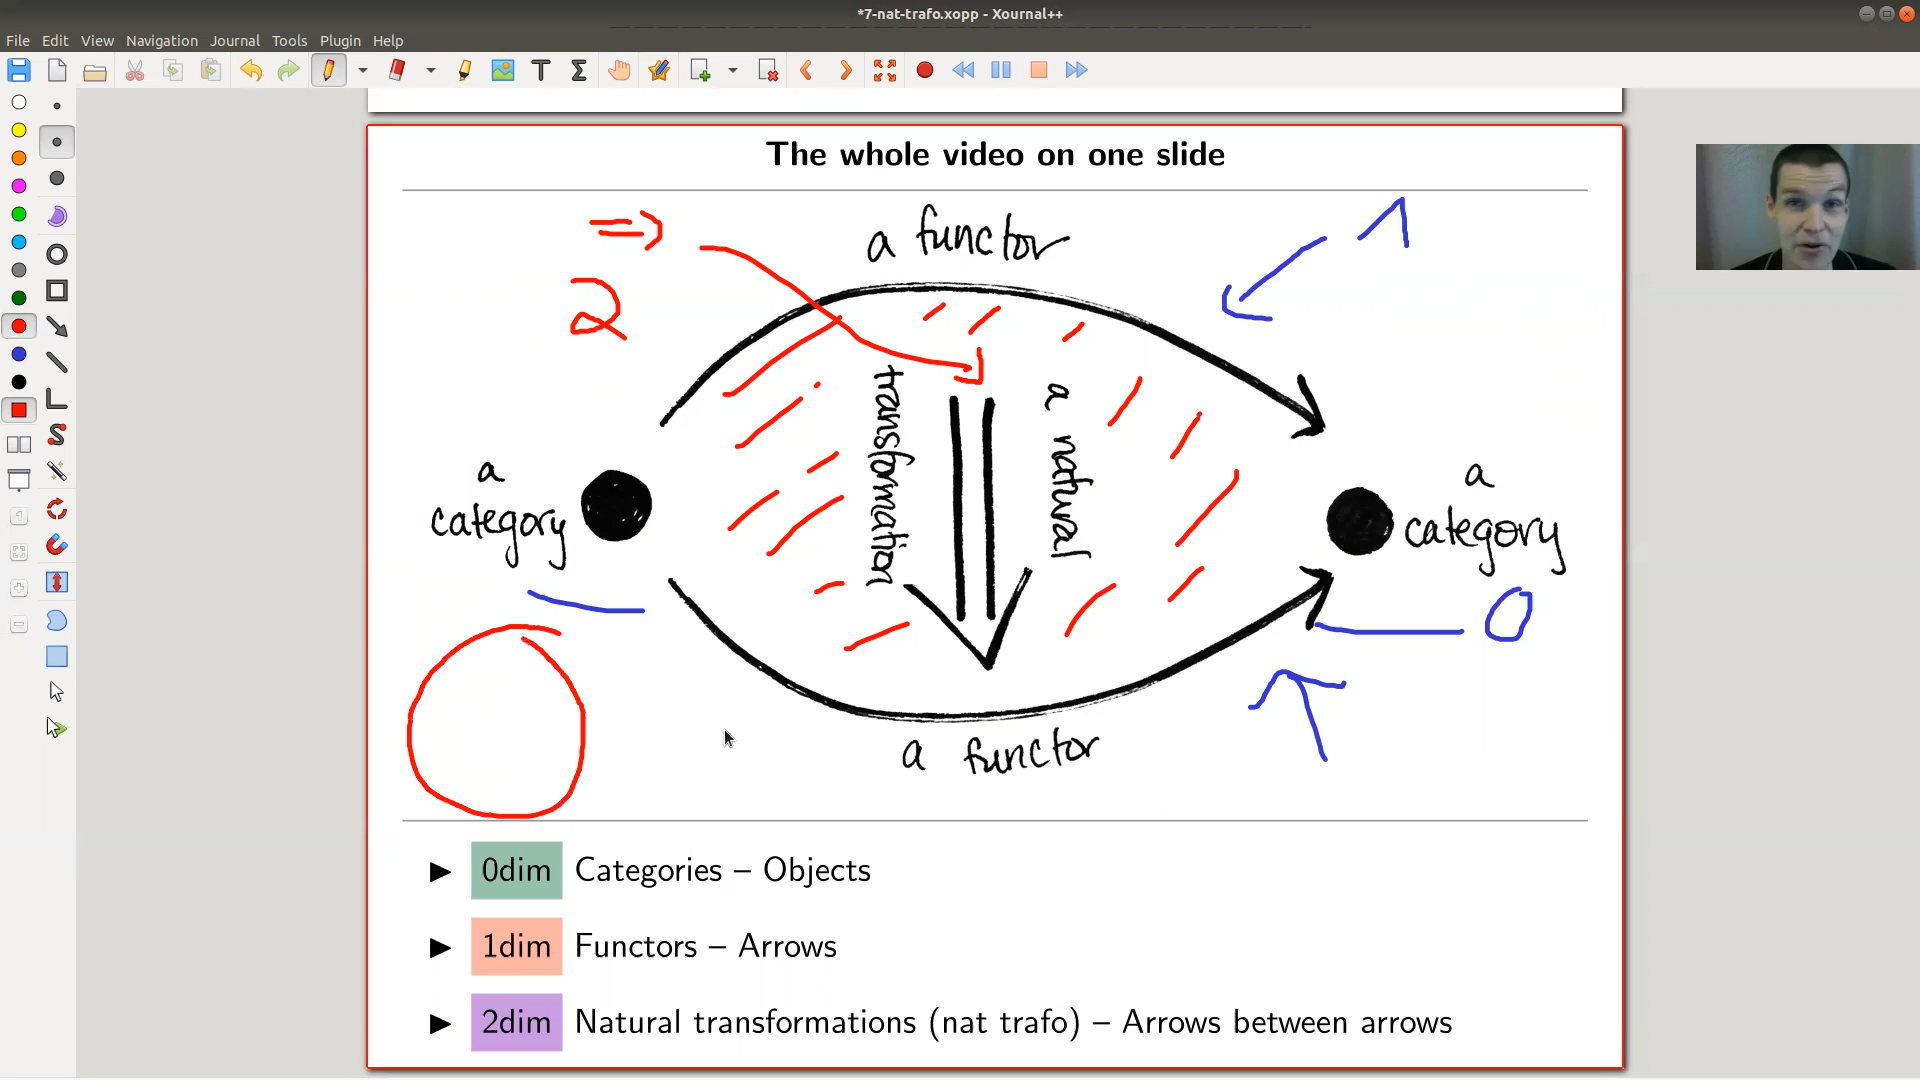 *7-nat-trafo.xopp - Xournal++
File Edit View Navigation Journal Tools Plugin Help
The whole video on one slide
⇒
2
a functor
1
transformation
a natural
a
category
a
category
0
a functor
▶ 0dim Categories – Objects
▶ 1dim Functors – Arrows
▶ 2dim Natural transformations (nat trafo) – Arrows between arrows